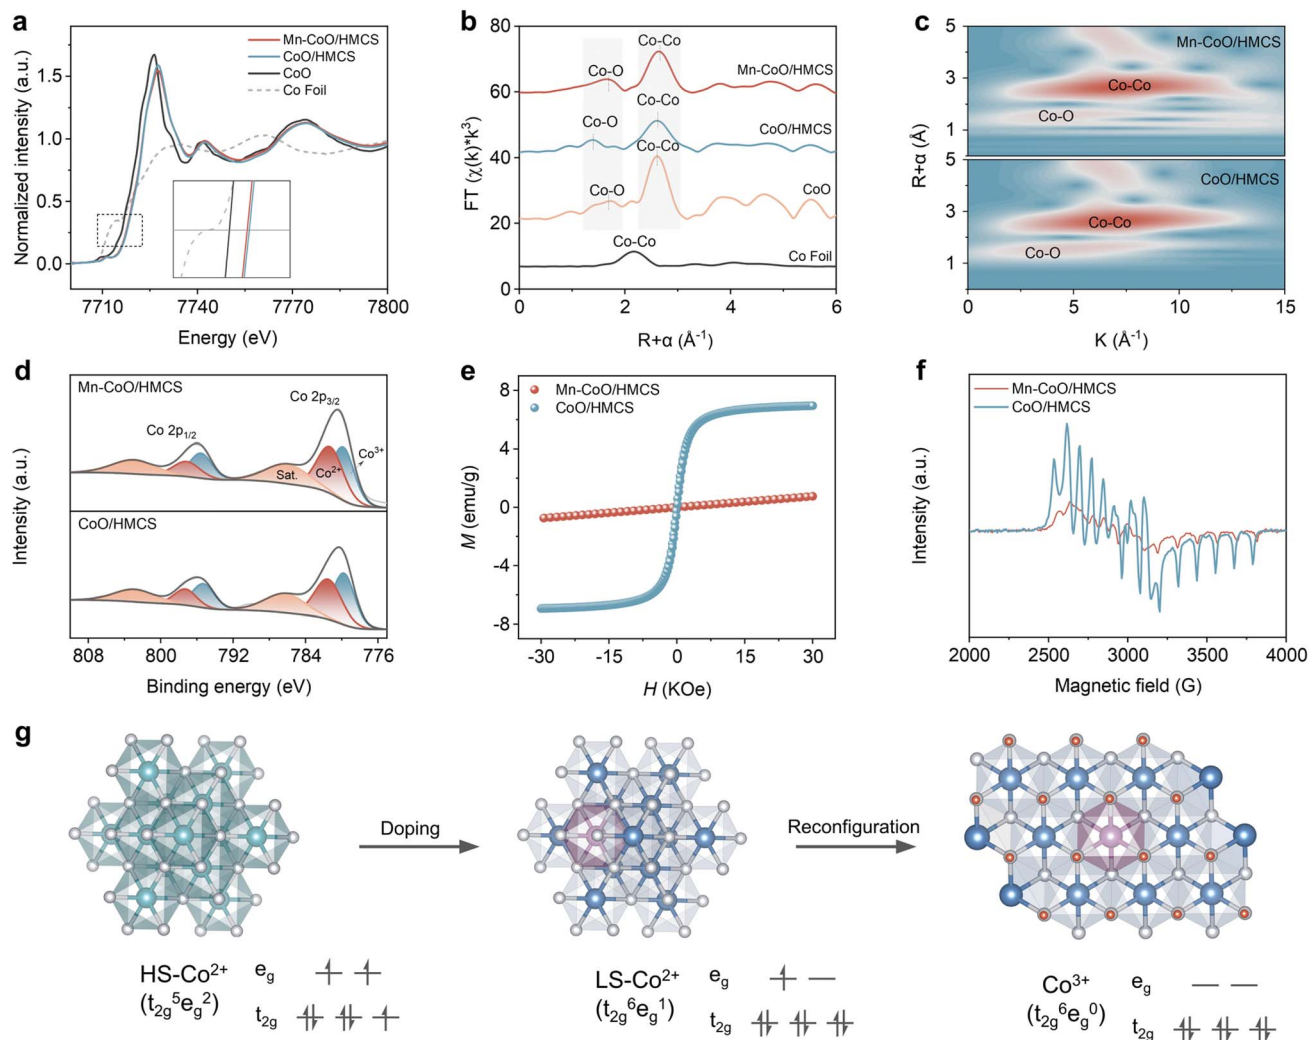 a
Normalized intensity (a.u.)
1.5
1.0
0.5
0.0
Mn-CoO/HMCS
CoO/HMCS
CoO
Co Foil
7710 7740 7770 7800
Energy (eV)
b
FT (χ(k)*k³)
80
60
40
20
0
Co-Co
Co-O
Mn-CoO/HMCS
Co-Co
Co-O
CoO/HMCS
Co-Co
Co-O
CoO
Co-Co
Co Foil
0 2 4 6
R+α (Å⁻¹)
c
R+α (Å)
5
3
1
Mn-CoO/HMCS
Co-Co
Co-O
5
3
1
CoO/HMCS
Co-Co
Co-O
0 5 10 15
K (Å⁻¹)
d
Intensity (a.u.)
Mn-CoO/HMCS
Co 2p₃/₂
Co 2p₁/₂
Co³⁺
Sat.
Co²⁺
CoO/HMCS
808 800 792 784 776
Binding energy (eV)
e
M (emu/g)
8
4
0
-4
-8
Mn-CoO/HMCS
CoO/HMCS
-30 -15 0 15 30
H (KOe)
f
Intensity (a.u.)
Mn-CoO/HMCS
CoO/HMCS
2000 2500 3000 3500 4000
Magnetic field (G)
g
Doping
Reconfiguration
HS-Co²⁺
(t₂g⁵eg²)
eg
t₂g
LS-Co²⁺
(t₂g⁶eg¹)
eg
t₂g
Co³⁺
(t₂g⁶eg⁰)
eg
t₂g